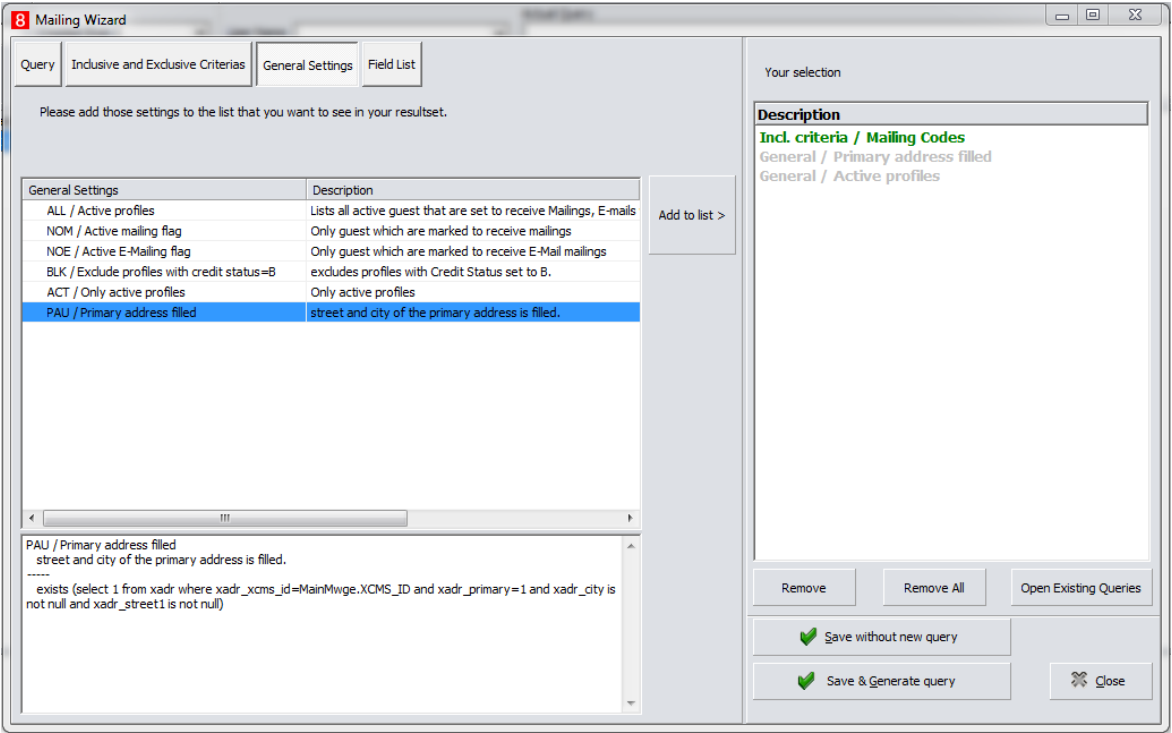 8 Mailing Wizard
Query
Inclusive and Exclusive Criterias
General Settings
Field List
Please add those settings to the list that you want to see in your resultset.
General Settings Description
ALL / Active profiles Lists all active guest that are set to receive Mailings, E-mails
NOM / Active mailing flag Only guest which are marked to receive mailings
NOE / Active E-Mailing flag Only guest which are marked to receive E-Mail mailings
BLK / Exclude profiles with credit status=B excludes profiles with Credit Status set to B.
ACT / Only active profiles Only active profiles
PAU / Primary address filled street and city of the primary address is filled.
Add to list >
PAU / Primary address filled
street and city of the primary address is filled.
-----
exists (select 1 from xadr where xadr_xcms_id=MainMwge.XCMS_ID and xadr_primary=1 and xadr_city is
not null and xadr_street1 is not null)
Your selection
Description
Incl. criteria / Mailing Codes
General / Primary address filled
General / Active profiles
Remove
Remove All
Open Existing Queries
Save without new query
Save & Generate query
Close